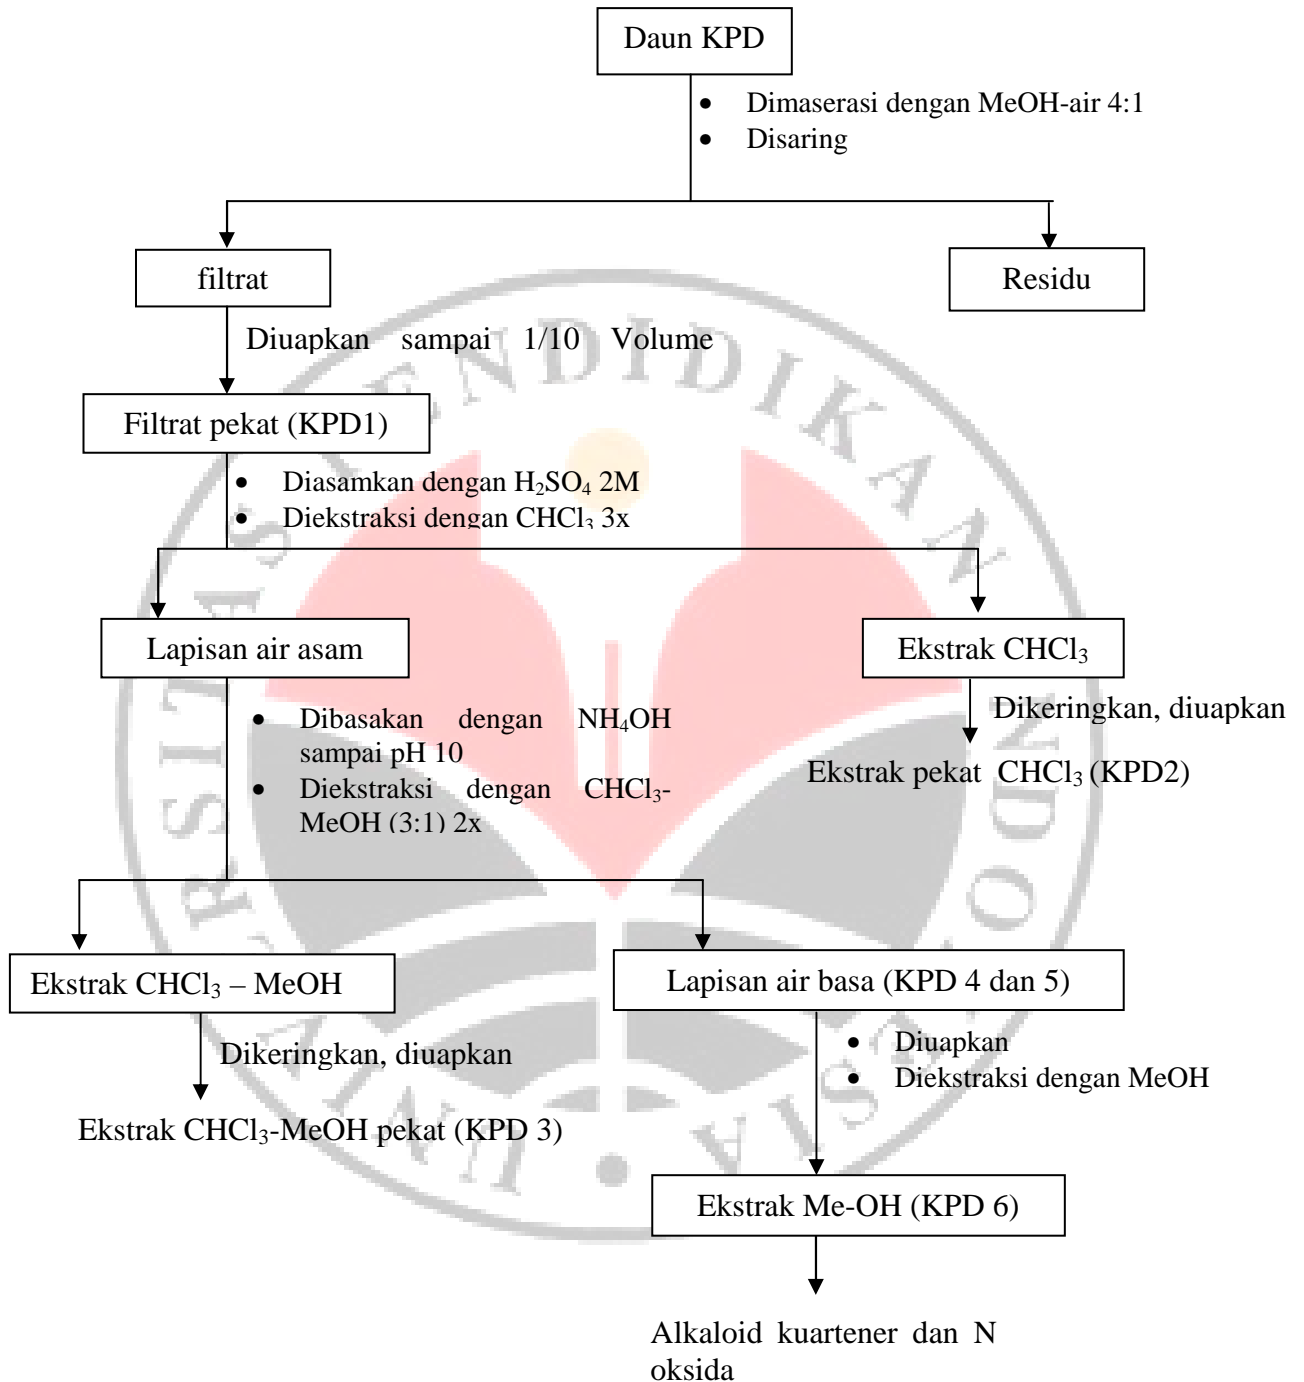 Daun KPD
• Dimaserasi dengan MeOH-air 4:1
• Disaring
filtrat
Residu
Diuapkan sampai 1/10 Volume
Filtrat pekat (KPD1)
• Diasamkan dengan H₂SO₄ 2M
• Diekstraksi dengan CHCl₃ 3x
Lapisan air asam
Ekstrak CHCl₃
• Dibasakan dengan NH₄OH
sampai pH 10
• Diekstraksi dengan CHCl₃-
MeOH (3:1) 2x
Dikeringkan, diuapkan
Ekstrak pekat CHCl₃ (KPD2)
Ekstrak CHCl₃ – MeOH
Lapisan air basa (KPD 4 dan 5)
Dikeringkan, diuapkan
• Diuapkan
• Diekstraksi dengan MeOH
Ekstrak CHCl₃-MeOH pekat (KPD 3)
Ekstrak Me-OH (KPD 6)
Alkaloid kuartener dan N
oksida
UNIVERSITAS PENDIDIKAN INDONESIA